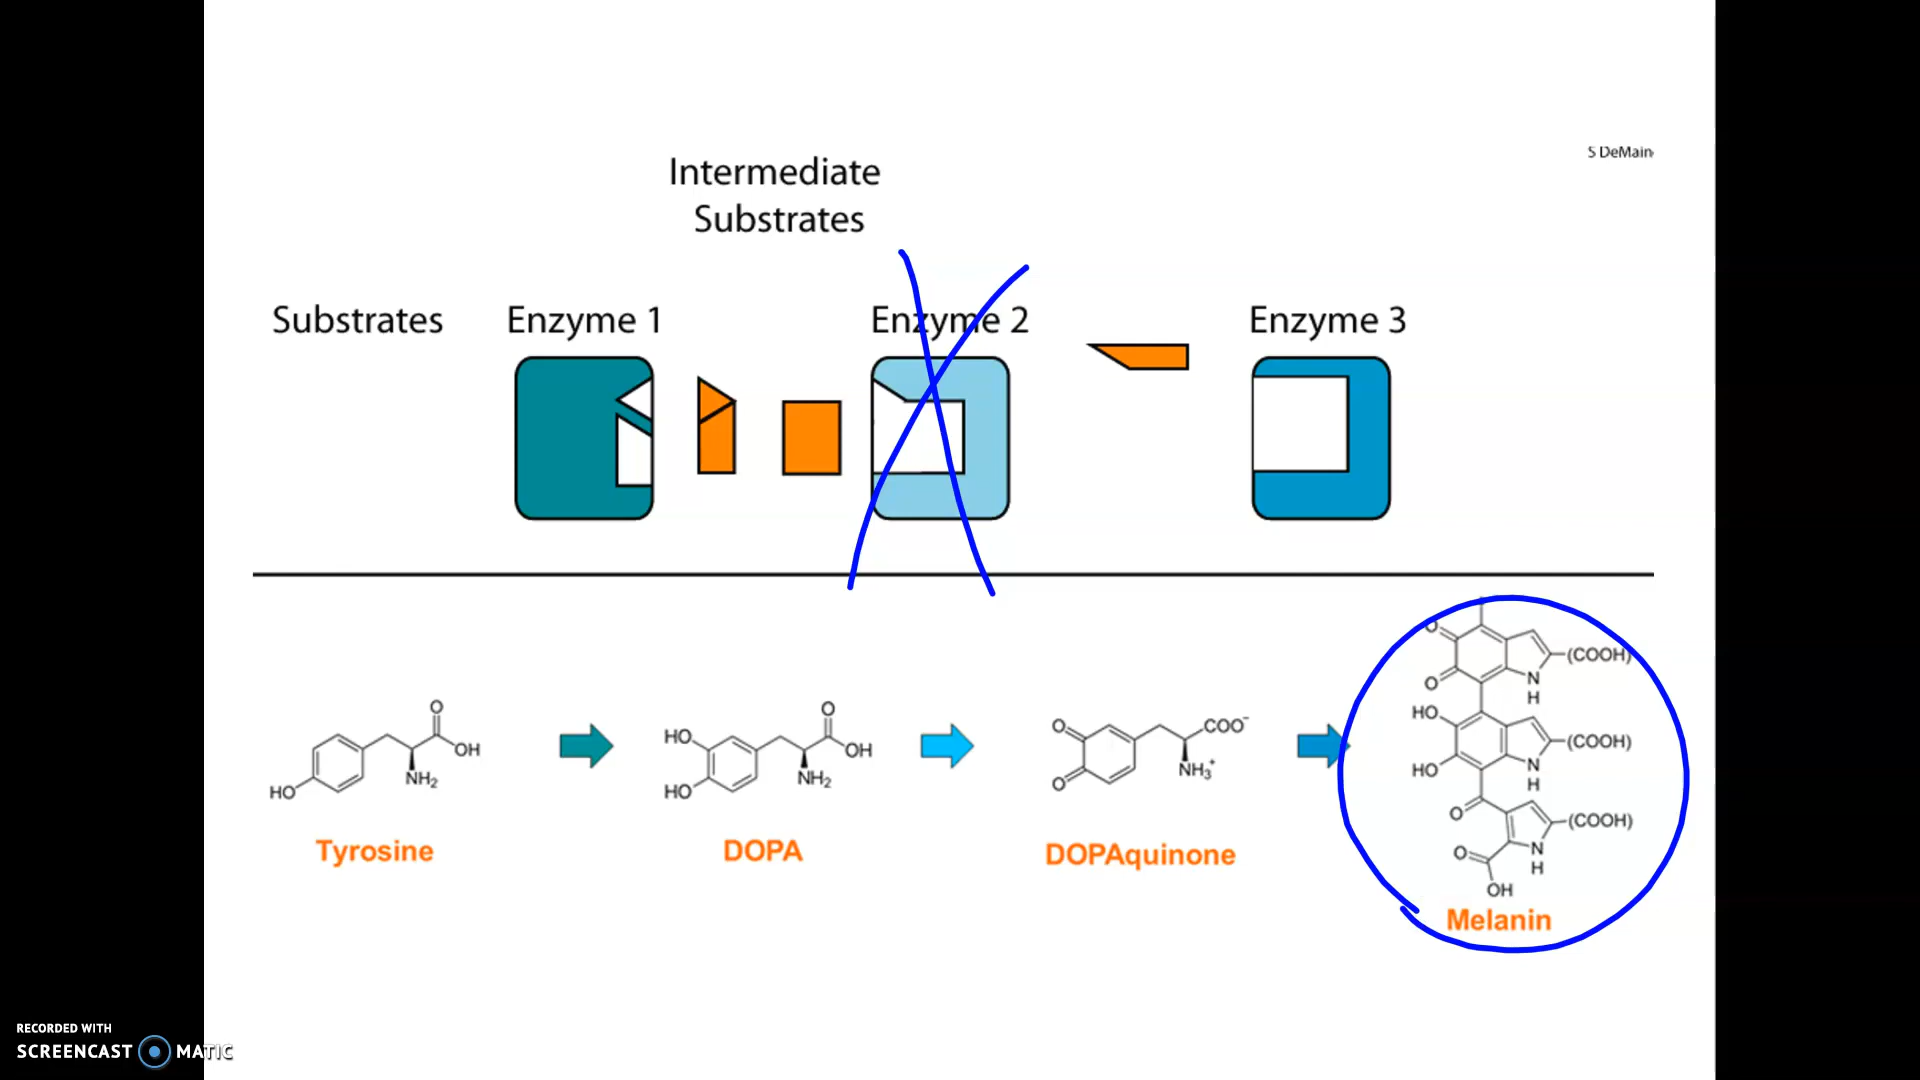 S DeMain
Intermediate
Substrates
Substrates
Enzyme 1
Enzyme 2
Enzyme 3
O
OH
NH₂
HO
Tyrosine
O
HO
OH
NH₂
HO
DOPA
O
COO⁻
NH₃⁺
O
DOPAquinone
O
(COOH)
O
N
H
HO
(COOH)
HO
N
H
O
(COOH)
O
N
H
OH
Melanin
RECORDED WITH
SCREENCAST MATIC